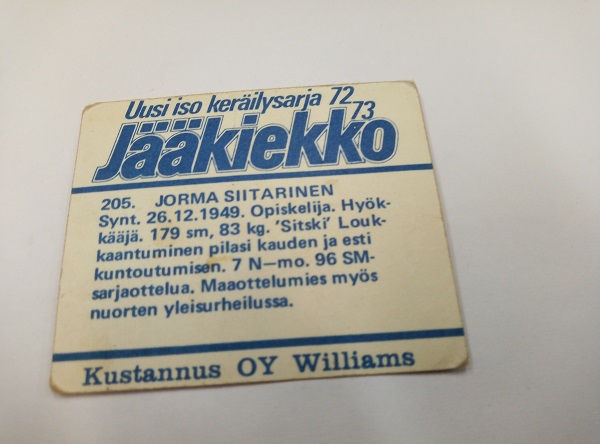 Uusi iso keräilysarja 72
73
Jääkiekko
205. JORMA SIITARINEN
Synt. 26.12.1949. Opiskelija. Hyök-
kääjä. 179 sm, 83 kg. 'Sitski' Louk-
kaantuminen pilasi kauden ja esti
kuntoutumisen. 7 N—mo. 96 SM-
sarjaottelua. Maaottelumies myös
nuorten yleisurheilussa.
Kustannus OY Williams